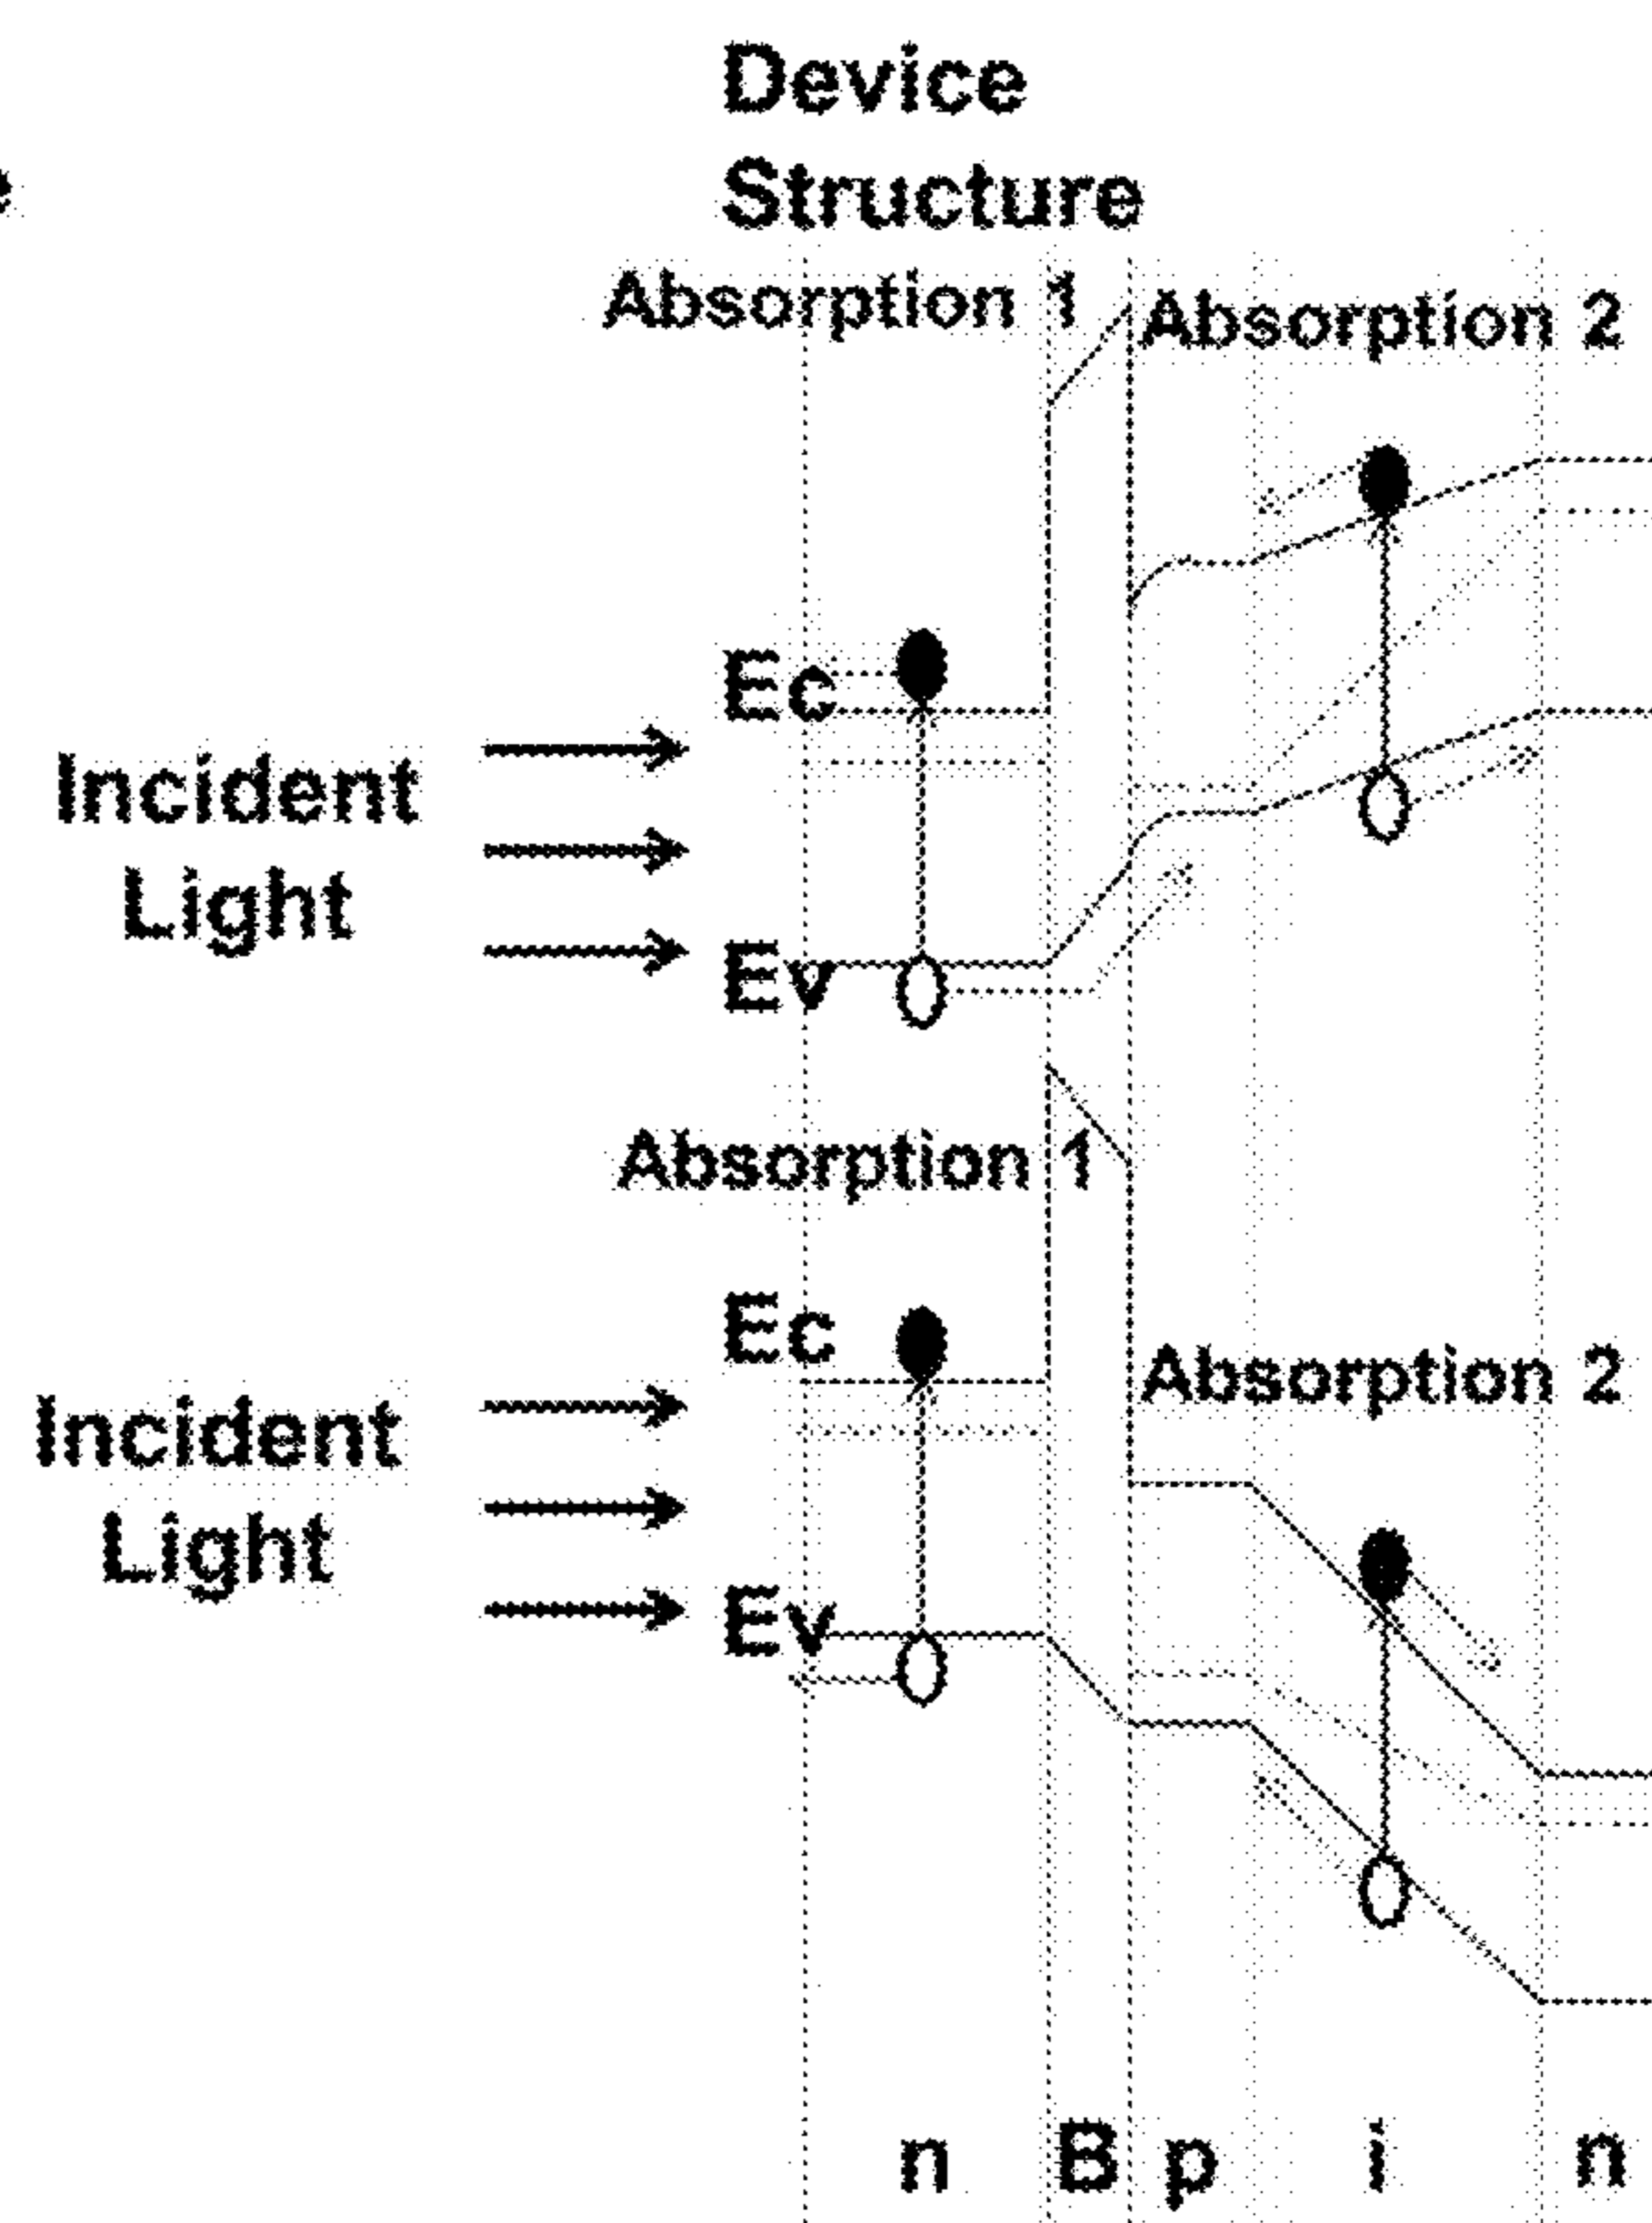 Device
Structure
Absorption 1
Absorption 2
Ec
Incident
Light
Ev
Absorption 1
Ec
Absorption 2
Incident
Light
Ev
n B p i n